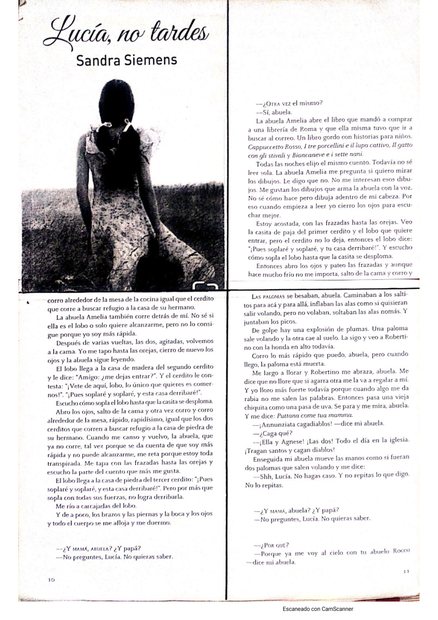 Lucía, no tardes
Sandra Siemens
—¿OTRA VEZ el mismo?
—Sí, abuela.
La abuela Amelia abre el libro que mandó a comprar
a una librería de Roma y que ella misma tuvo que ir a
buscar al correo. Un libro gordo con historias para niños.
Cappuccetto Rosso, I tre porcellini e il lupo cattivo, Il gatto
con gli stivali y Biancaneve e i sette nani.
Todas las noches elijo el mismo cuento. Todavía no sé
leer sola. La abuela Amelia me pregunta si quiero mirar
los dibujos. Le digo que no. No me interesan esos dibu-
jos. Me gustan los dibujos que arma la abuela con la voz.
No sé cómo hace pero dibuja adentro de mi cabeza. Por
eso cuando empieza a leer yo cierro los ojos para escu-
char mejor.
Estoy acostada, con las frazadas hasta las orejas. Veo
la casita de paja del primer cerdito y el lobo que quiere
entrar, pero el cerdito no lo deja, entonces el lobo dice:
"¡Pues soplaré y soplaré, y tu casa derribaré!". Y escucho
cómo sopla el lobo hasta que la casita se desploma.
Entonces abro los ojos y pateo las frazadas y aunque
hace mucho frío no me importa, salto de la cama y corro y
corro alrededor de la mesa de la cocina igual que el cerdito
que corre a buscar refugio a la casa de su hermano.
La abuela Amelia también corre detrás de mí. No sé si
ella es el lobo o solo quiere alcanzarme, pero no lo consi-
gue porque yo soy más rápida.
Después de varias vueltas, las dos, agitadas, volvemos
a la cama. Yo me tapo hasta las orejas, cierro de nuevo los
ojos y la abuela sigue leyendo.
El lobo llega a la casa de madera del segundo cerdito
y le dice: "Amigo: ¿me dejas entrar?". Y el cerdito le con-
testa: "¡Vete de aquí, lobo, lo único que quieres es comer-
nos!". "¡Pues soplaré y soplaré, y esta casa derribaré!".
Escucho cómo sopla el lobo hasta que la casita se desploma.
Abro los ojos, salto de la cama y otra vez corro y corro
alrededor de la mesa, rápido, rapidísimo, igual que los dos
cerditos que corren a buscar refugio a la casa de piedra de
su hermano. Cuando me canso y vuelvo, la abuela, que
ya no corre, tal vez porque se da cuenta de que soy más
rápida y no puede alcanzarme, me reta porque estoy toda
transpirada. Me tapa con las frazadas hasta las orejas y
escucho la parte del cuento que más me gusta.
El lobo llega a la casa de piedra del tercer cerdito: "¡Pues
soplaré y soplaré, y esta casa derribaré!". Pero por más que
sopla con todas sus fuerzas, no logra derribarla.
Me río a carcajadas del lobo.
Y de a poco, los brazos y las piernas y la boca y los ojos
y todo el cuerpo se me afloja y me duermo.
—¿Y MAMÁ, ABUELA? ¿Y papá?
—No preguntes, Lucía. No quieras saber.
10
LAS PALOMAS se besaban, abuela. Caminaban a los salti-
tos para acá y para allá, inflaban las alas como si quisieran
salir volando, pero no volaban, soltaban las alas nomás. Y
juntaban los picos.
De golpe hay una explosión de plumas. Una paloma
sale volando y la otra cae al suelo. La sigo y veo a Roberti-
no con la honda en alto todavía.
Corro lo más rápido que puedo, abuela, pero cuando
llego, la paloma está muerta.
Me largo a llorar y Robertino me abraza, abuela. Me
dice que no llore que si agarra otra me la va a regalar a mí.
Y yo lloro más fuerte todavía porque cuando algo me da
rabia no me salen las palabras. Entonces pasa una vieja
chiquita como una pasa de uva. Se para y me mira, abuela.
Y me dice: Puttana come tua mamma.
—¡Annunziata cagadiablos! —dice mi abuela.
—¿Caga qué?
—¡Ella y Agnese! ¡Las dos! Todo el día en la iglesia.
¡Tragan santos y cagan diablos!
Enseguida mi abuela mueve las manos como si fueran
dos palomas que salen volando y me dice:
—Shh, Lucía. No hagas caso. Y no repitas lo que digo.
No lo repitas.
—¿Y MAMÁ, abuela? ¿Y papá?
—No preguntes, Lucía. No quieras saber.
—¿POR QUÉ?
—Porque ya me voy al cielo con tu abuelo Rocco
—dice mi abuela.
11
Escaneado con CamScanner